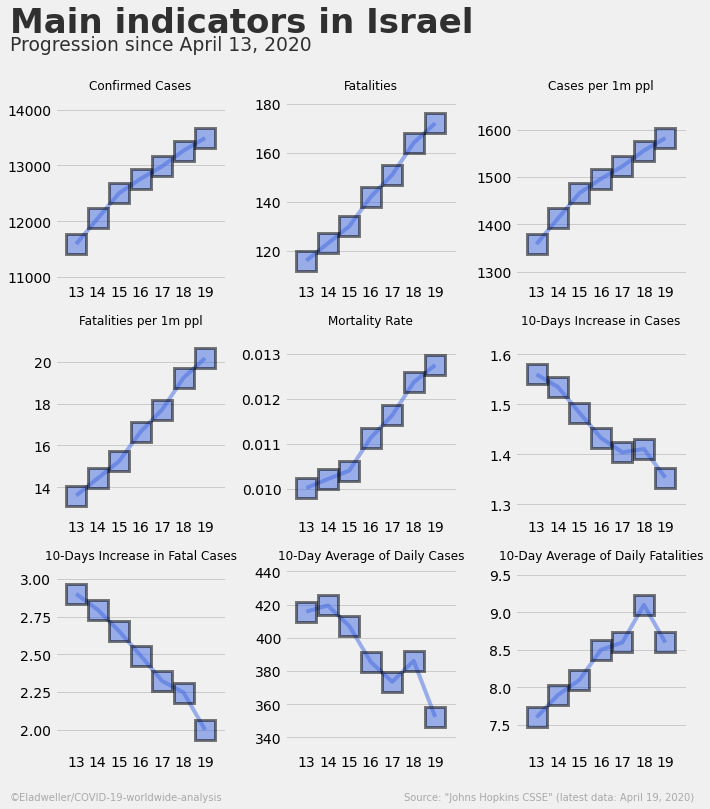 Main indicators in Israel
Progression since April 13, 2020
Confirmed Cases
14000
13000
12000
11000
13 14 15 16 17 18 19
Fatalities
180
160
140
120
13 14 15 16 17 18 19
Cases per 1m ppl
1600
1500
1400
1300
13 14 15 16 17 18 19
Fatalities per 1m ppl
20
18
16
14
13 14 15 16 17 18 19
Mortality Rate
0.013
0.012
0.011
0.010
13 14 15 16 17 18 19
10-Days Increase in Cases
1.6
1.5
1.4
1.3
13 14 15 16 17 18 19
10-Days Increase in Fatal Cases
3.00
2.75
2.50
2.25
2.00
13 14 15 16 17 18 19
10-Day Average of Daily Cases
440
420
400
380
360
340
13 14 15 16 17 18 19
10-Day Average of Daily Fatalities
9.5
9.0
8.5
8.0
7.5
13 14 15 16 17 18 19
©Eladweller/COVID-19-worldwide-analysis
Source: "Johns Hopkins CSSE" (latest data: April 19, 2020)